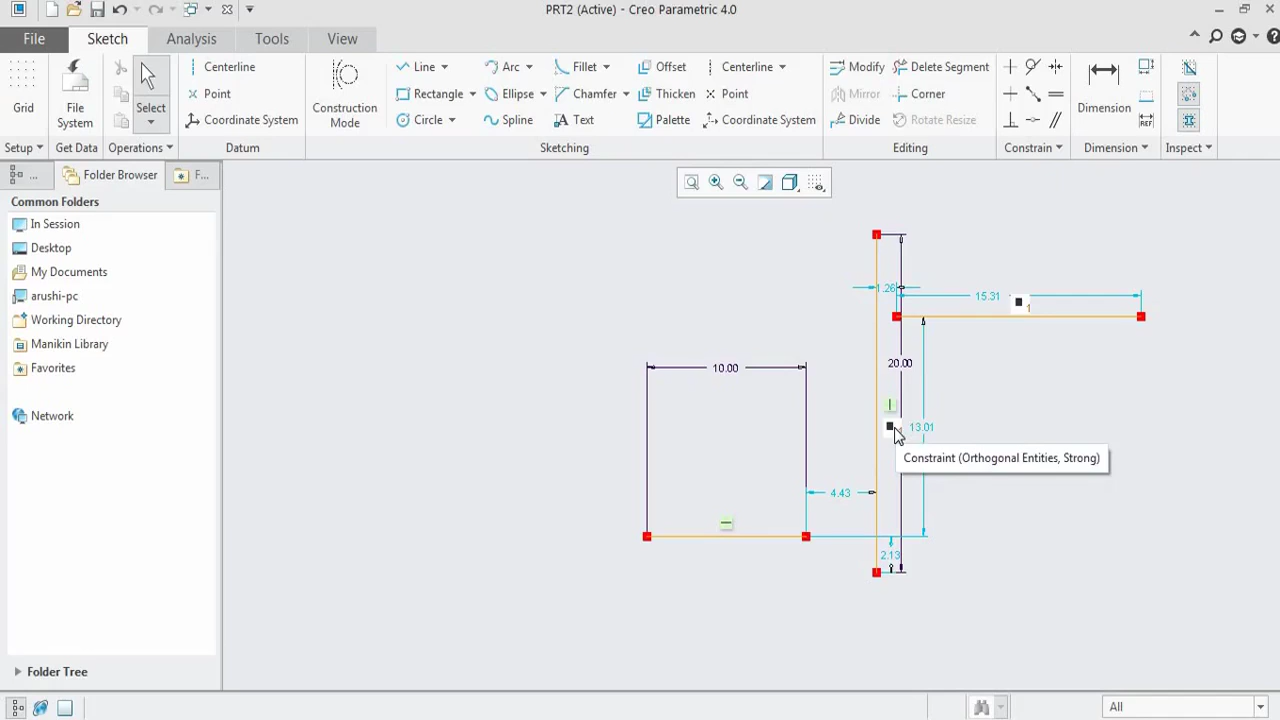 PRT2 (Active) - Creo Parametric 4.0
File Sketch Analysis Tools View
Centerline Line Arc Fillet Offset Centerline Modify Delete Segment
Point Rectangle Ellipse Chamfer Thicken Point Mirror Corner
Grid File System Select Coordinate System Construction Mode Circle Spline Text Palette Coordinate System Divide Rotate Resize Dimension REF
Setup Get Data Operations Datum Sketching Editing Constrain Dimension Inspect
... Folder Browser F...
Common Folders
In Session
Desktop
My Documents
arushi-pc
Working Directory
Manikin Library
Favorites
Network
Folder Tree
1.26
15.31
1
10.00
20.00
13.01
Constraint (Orthogonal Entities, Strong)
4.43
2.13
All